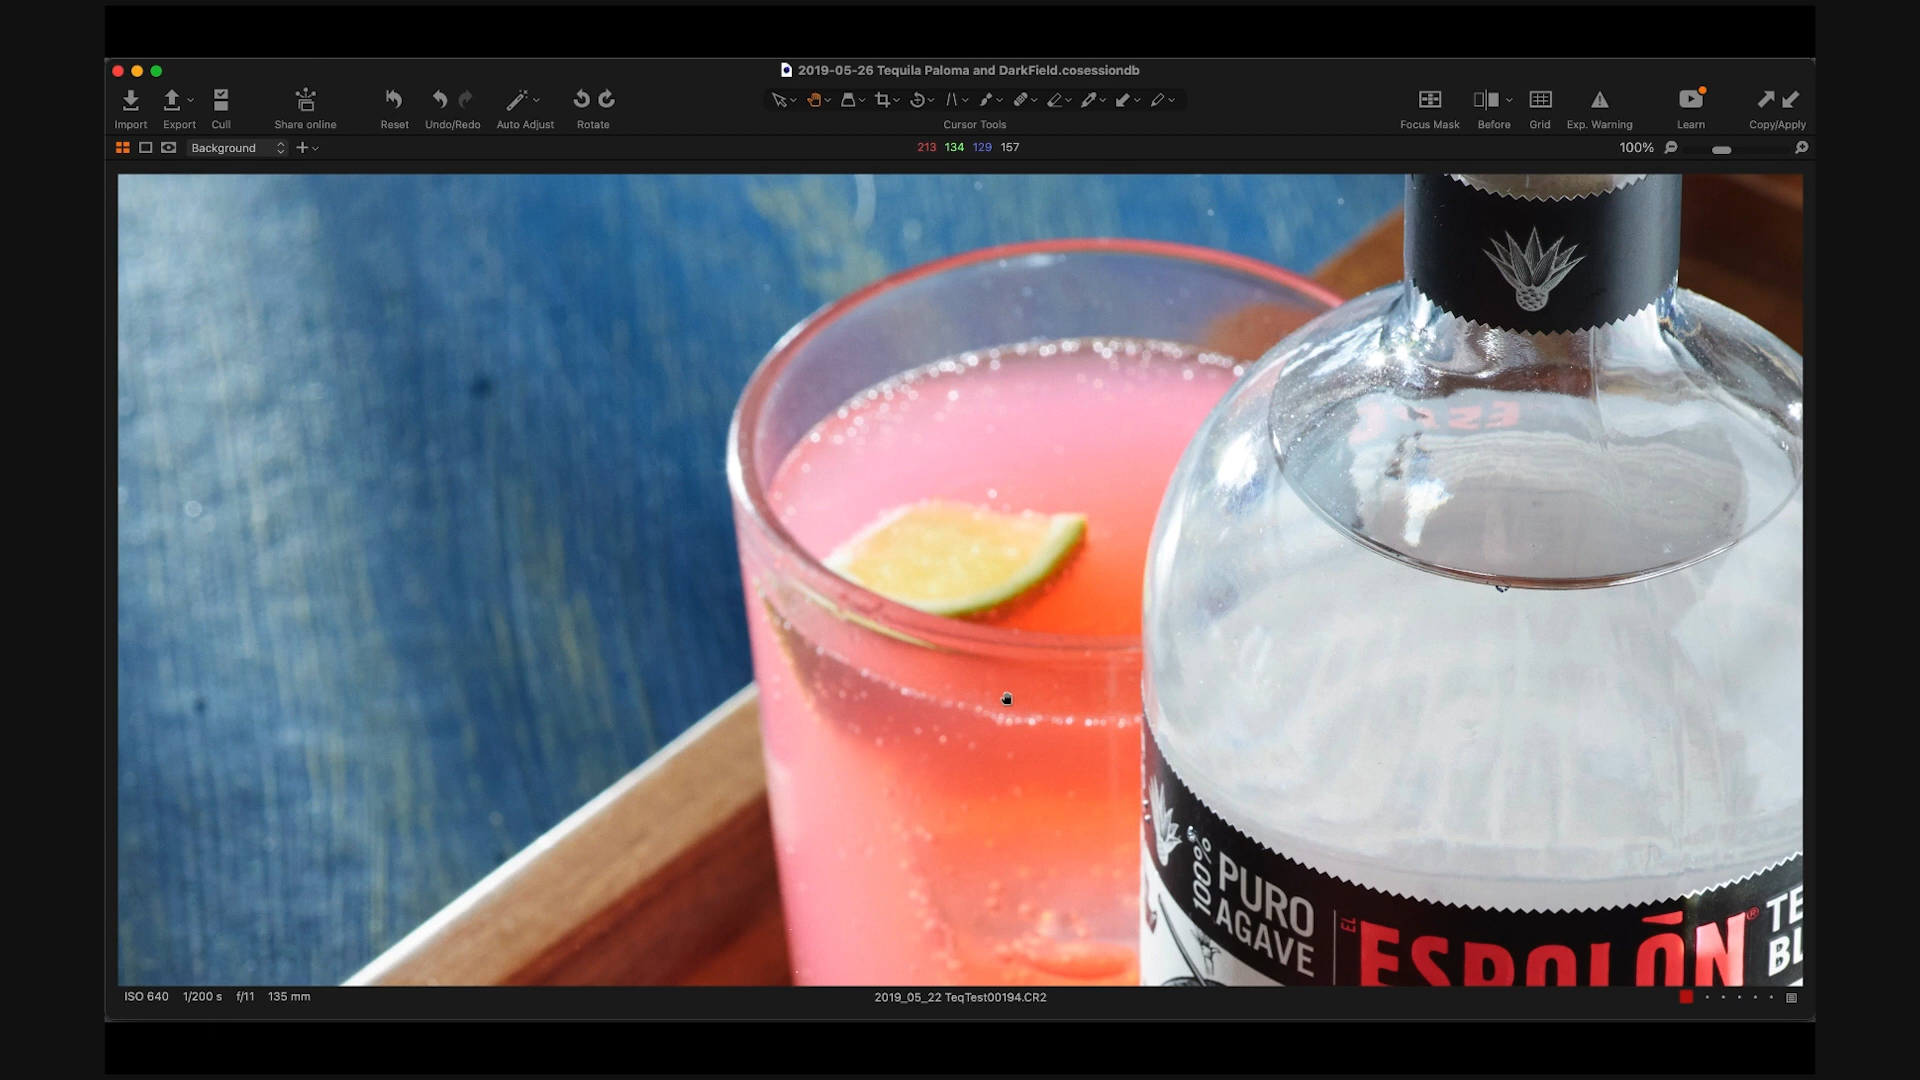 2019-05-26 Tequila Paloma and DarkField.cosessiondb
Import Export Cull Share online Reset Undo/Redo Auto Adjust Rotate Cursor Tools Focus Mask Before Grid Exp. Warning Learn Copy/Apply
Background 213 134 129 157 100%
100%
PURO
AGAVE
EL
ESPOLÓN®
ISO 640 1/200 s f/11 135 mm 2019_05_22 TeqTest00194.CR2